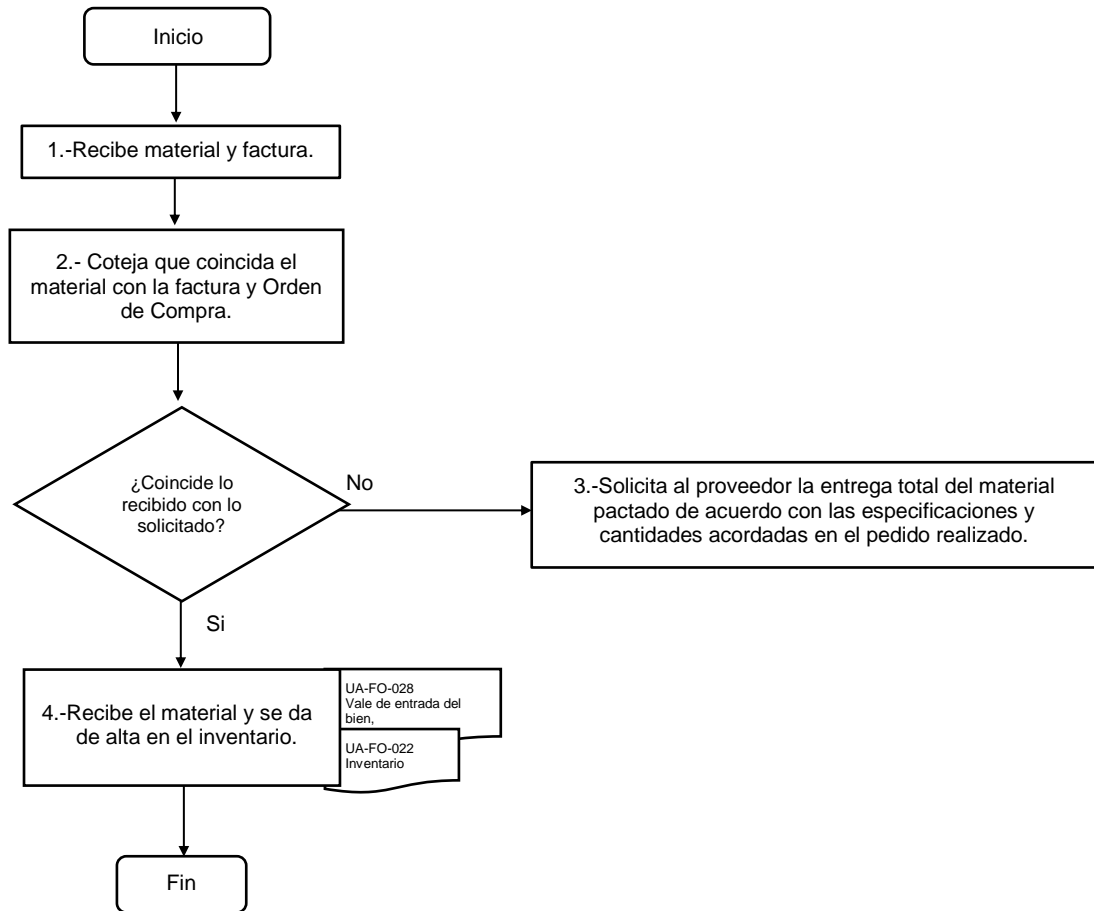 Inicio
1.-Recibe material y factura.
2.- Coteja que coincida el
material con la factura y Orden
de Compra.
¿Coincide lo
recibido con lo
solicitado?
No
3.-Solicita al proveedor la entrega total del material
pactado de acuerdo con las especificaciones y
cantidades acordadas en el pedido realizado.
Si
4.-Recibe el material y se da
de alta en el inventario.
UA-FO-028
Vale de entrada del
bien,
UA-FO-022
Inventario
Fin